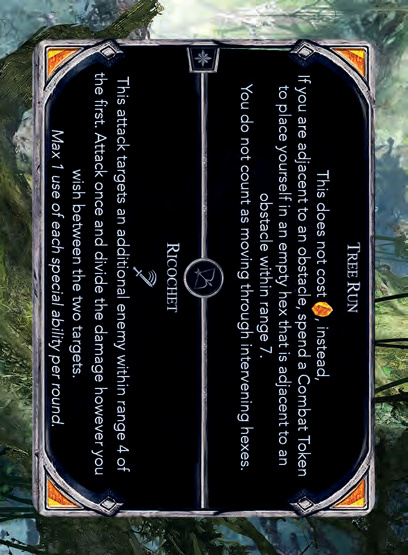 TREE RUN
This does not cost , instead,
If you are adjacent to an obstacle, spend a Combat Token
to place yourself in an empty hex that is adjacent to an
obstacle within range 7.
You do not count as moving through intervening hexes.
RICOCHET
This attack targets an additional enemy within range 4 of
the first. Attack once and divide the damage however you
wish between the two targets.
Max 1 use of each special ability per round.